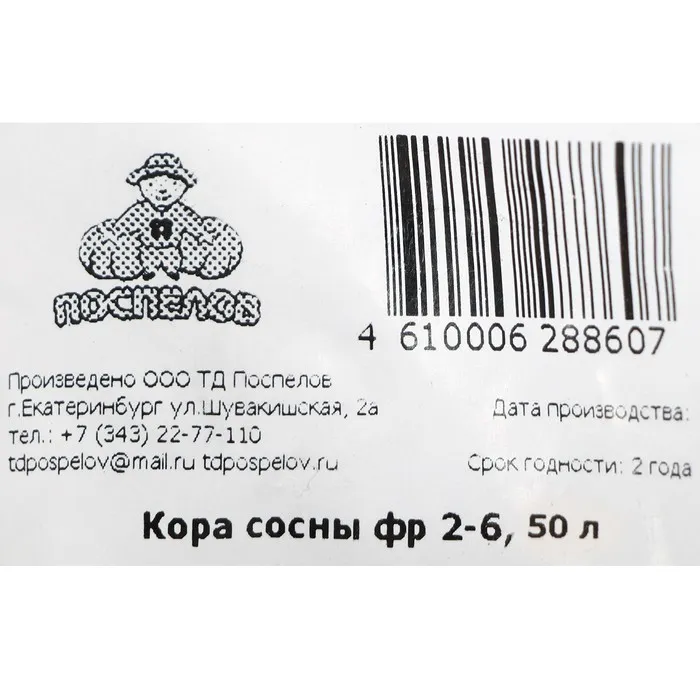 ПОСПЕЛОВ
4 610006 288607
Произведено ООО ТД Поспелов
г.Екатеринбург ул.Шувакишская, 2а
тел.: +7 (343) 22-77-110
tdpospelov@mail.ru tdpospelov.ru
Дата производства:
Срок годности: 2 года
Кора сосны фр 2-6, 50 л